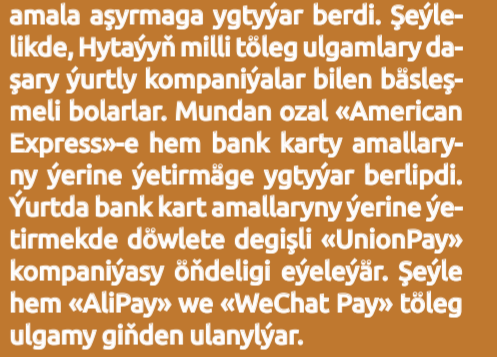 amala aşyrmaga ygtyýar berdi. Şeýle-
likde, Hytaýyň milli töleg ulgamlary da-
şary ýurtly kompaniýalar bilen bäsleş-
meli bolarlar. Mundan ozal «American
Express»-e hem bank karty amallary-
ny ýerine ýetirmäge ygtyýar berlipdi.
Ýurtda bank kart amallaryny ýerine ýe-
tirmekde döwlete degişli «UnionPay»
kompaniýasy öňdeligi eýeleýär. Şeýle
hem «AliPay» we «WeChat Pay» töleg
ulgamy giňden ulanylýar.